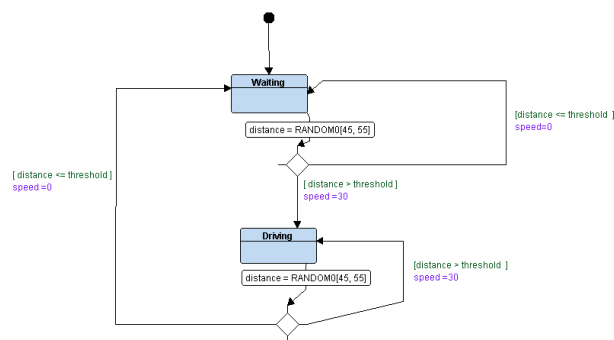 Waiting
distance = RANDOM0[45, 55]
[distance <= threshold ]
speed=0
[ distance <= threshold ]
speed =0
[ distance > threshold ]
speed =30
Driving
distance = RANDOM0[45, 55]
[distance > threshold ]
speed =30